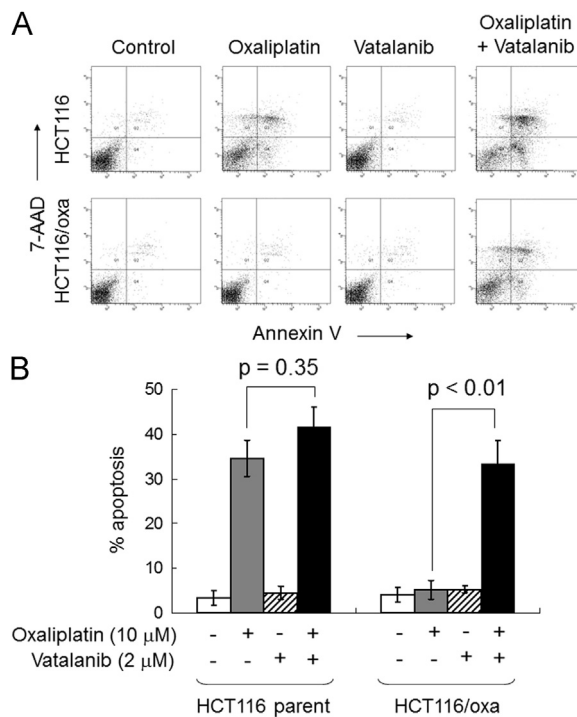 A
Control Oxaliplatin Vatalanib Oxaliplatin + Vatalanib
HCT116
HCT116/oxa
7-AAD
Annexin V
B
p = 0.35
p < 0.01
% apoptosis
50
40
30
20
10
0
Oxaliplatin (10 μM) - + - + - + - +
Vatalanib (2 μM) - - + + - - + +
HCT116 parent HCT116/oxa